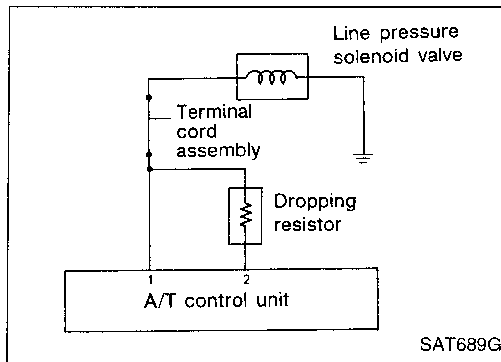 Line pressure
solenoid valve
Terminal
cord
assembly
Dropping
resistor
1 2
A/T control unit
SAT689G